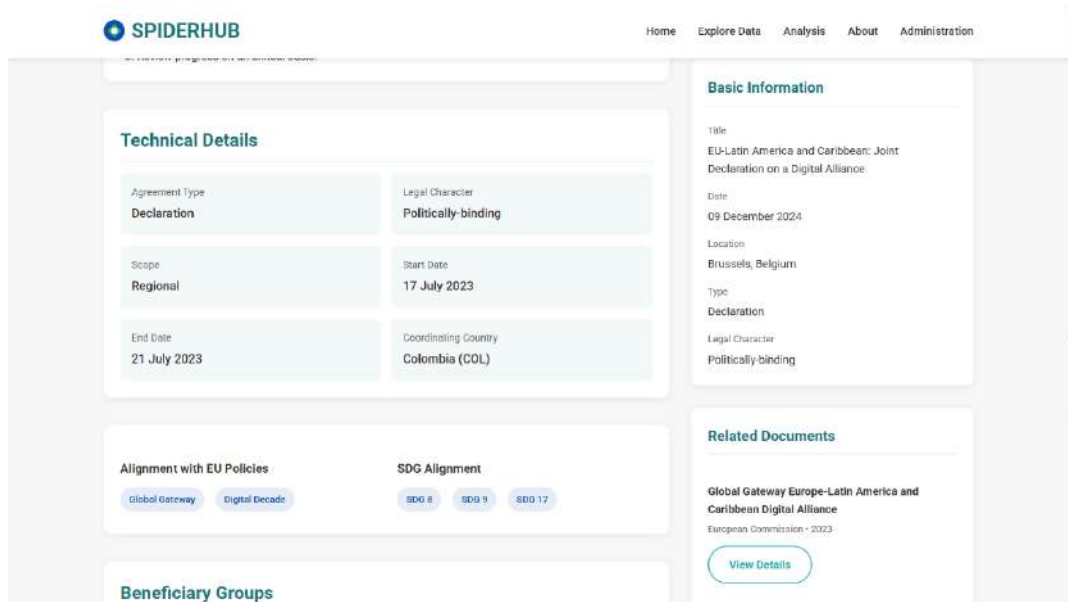 SPIDERHUB
Home Explore Data Analysis About Administration
Technical Details
Agreement Type
Declaration
Legal Character
Politically-binding
Scope
Regional
Start Date
17 July 2023
End Date
21 July 2023
Coordinating Country
Colombia (COL)
Alignment with EU Policies
Global Gateway Digital Decade
SDG Alignment
SDG 8 SDG 9 SDG 17
Beneficiary Groups
Basic Information
Title
EU-Latin America and Caribbean: Joint
Declaration on a Digital Alliance
Date
09 December 2024
Location
Brussels, Belgium
Type
Declaration
Legal Character
Politically-binding
Related Documents
Global Gateway Europe-Latin America and
Caribbean Digital Alliance
European Commission • 2023
View Details